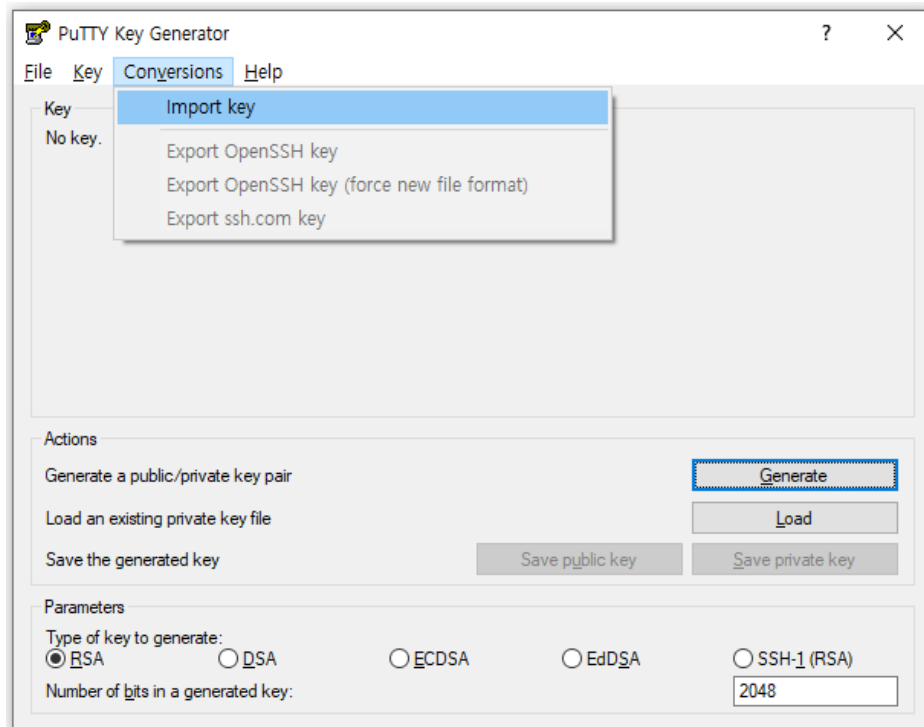 PuTTY Key Generator
? ×
File Key Conversions Help
Import key
Export OpenSSH key
Export OpenSSH key (force new file format)
Export ssh.com key
Key
No key.
Actions
Generate a public/private key pair Generate
Load an existing private key file Load
Save the generated key Save public key Save private key
Parameters
Type of key to generate:
RSA DSA ECDSA EdDSA SSH-1 (RSA)
Number of bits in a generated key: 2048